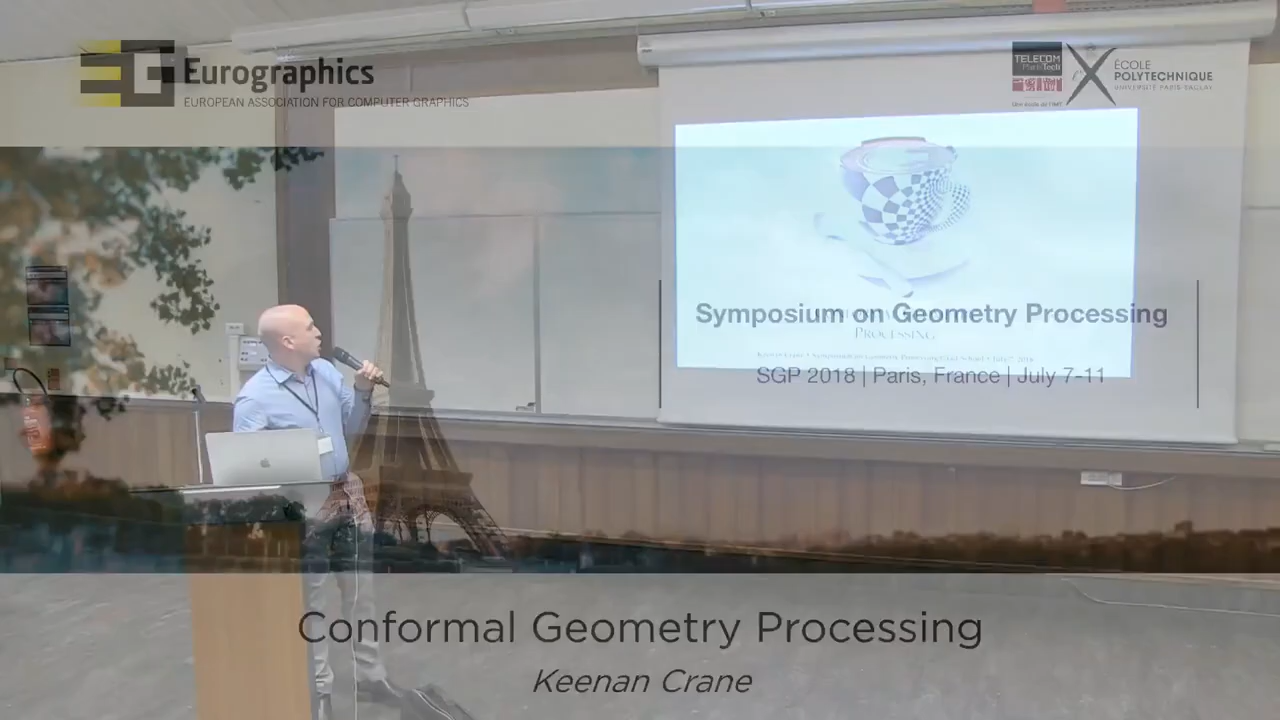 Eurographics
EUROPEAN ASSOCIATION FOR COMPUTER GRAPHICS
TELECOM
ParisTech
ÉCOLE
POLYTECHNIQUE
UNIVERSITÉ PARIS-SACLAY
Symposium on Geometry Processing
PROCESSING
SGP 2018 | Paris, France | July 7-11
Conformal Geometry Processing
Keenan Crane